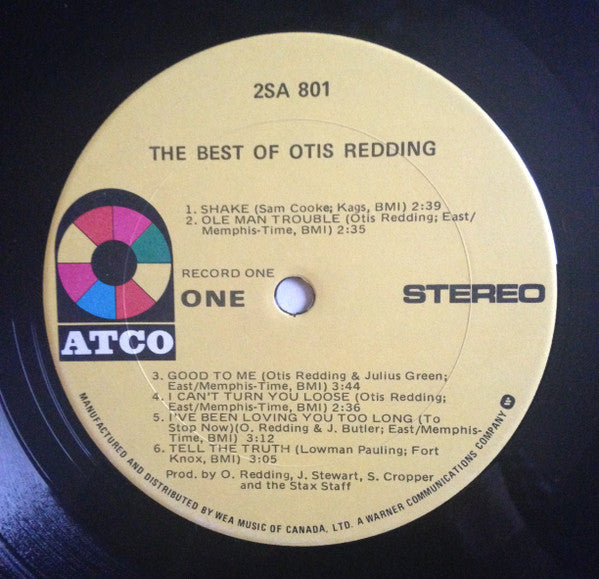 2SA 801
THE BEST OF OTIS REDDING
1. SHAKE (Sam Cooke; Kags, BMI) 2:39
2. OLE MAN TROUBLE (Otis Redding; East/
Memphis-Time, BMI) 2:35
RECORD ONE
ONE
STEREO
ATCO
3. GOOD TO ME (Otis Redding & Julius Green;
East/Memphis-Time, BMI) 3:44
4. I CAN'T TURN YOU LOOSE (Otis Redding;
East/Memphis-Time, BMI) 2:36
5. I'VE BEEN LOVING YOU TOO LONG (To
Stop Now)(O. Redding & J. Butler; East/Memphis-
Time, BMI) 3:12
6. TELL THE TRUTH (Lowman Pauling; Fort
Knox, BMI) 3:05
Prod. by O. Redding, J. Stewart, S. Cropper
and the Stax Staff
MANUFACTURED AND DISTRIBUTED BY WEA MUSIC OF CANADA, LTD. A WARNER COMMUNICATIONS COMPANY